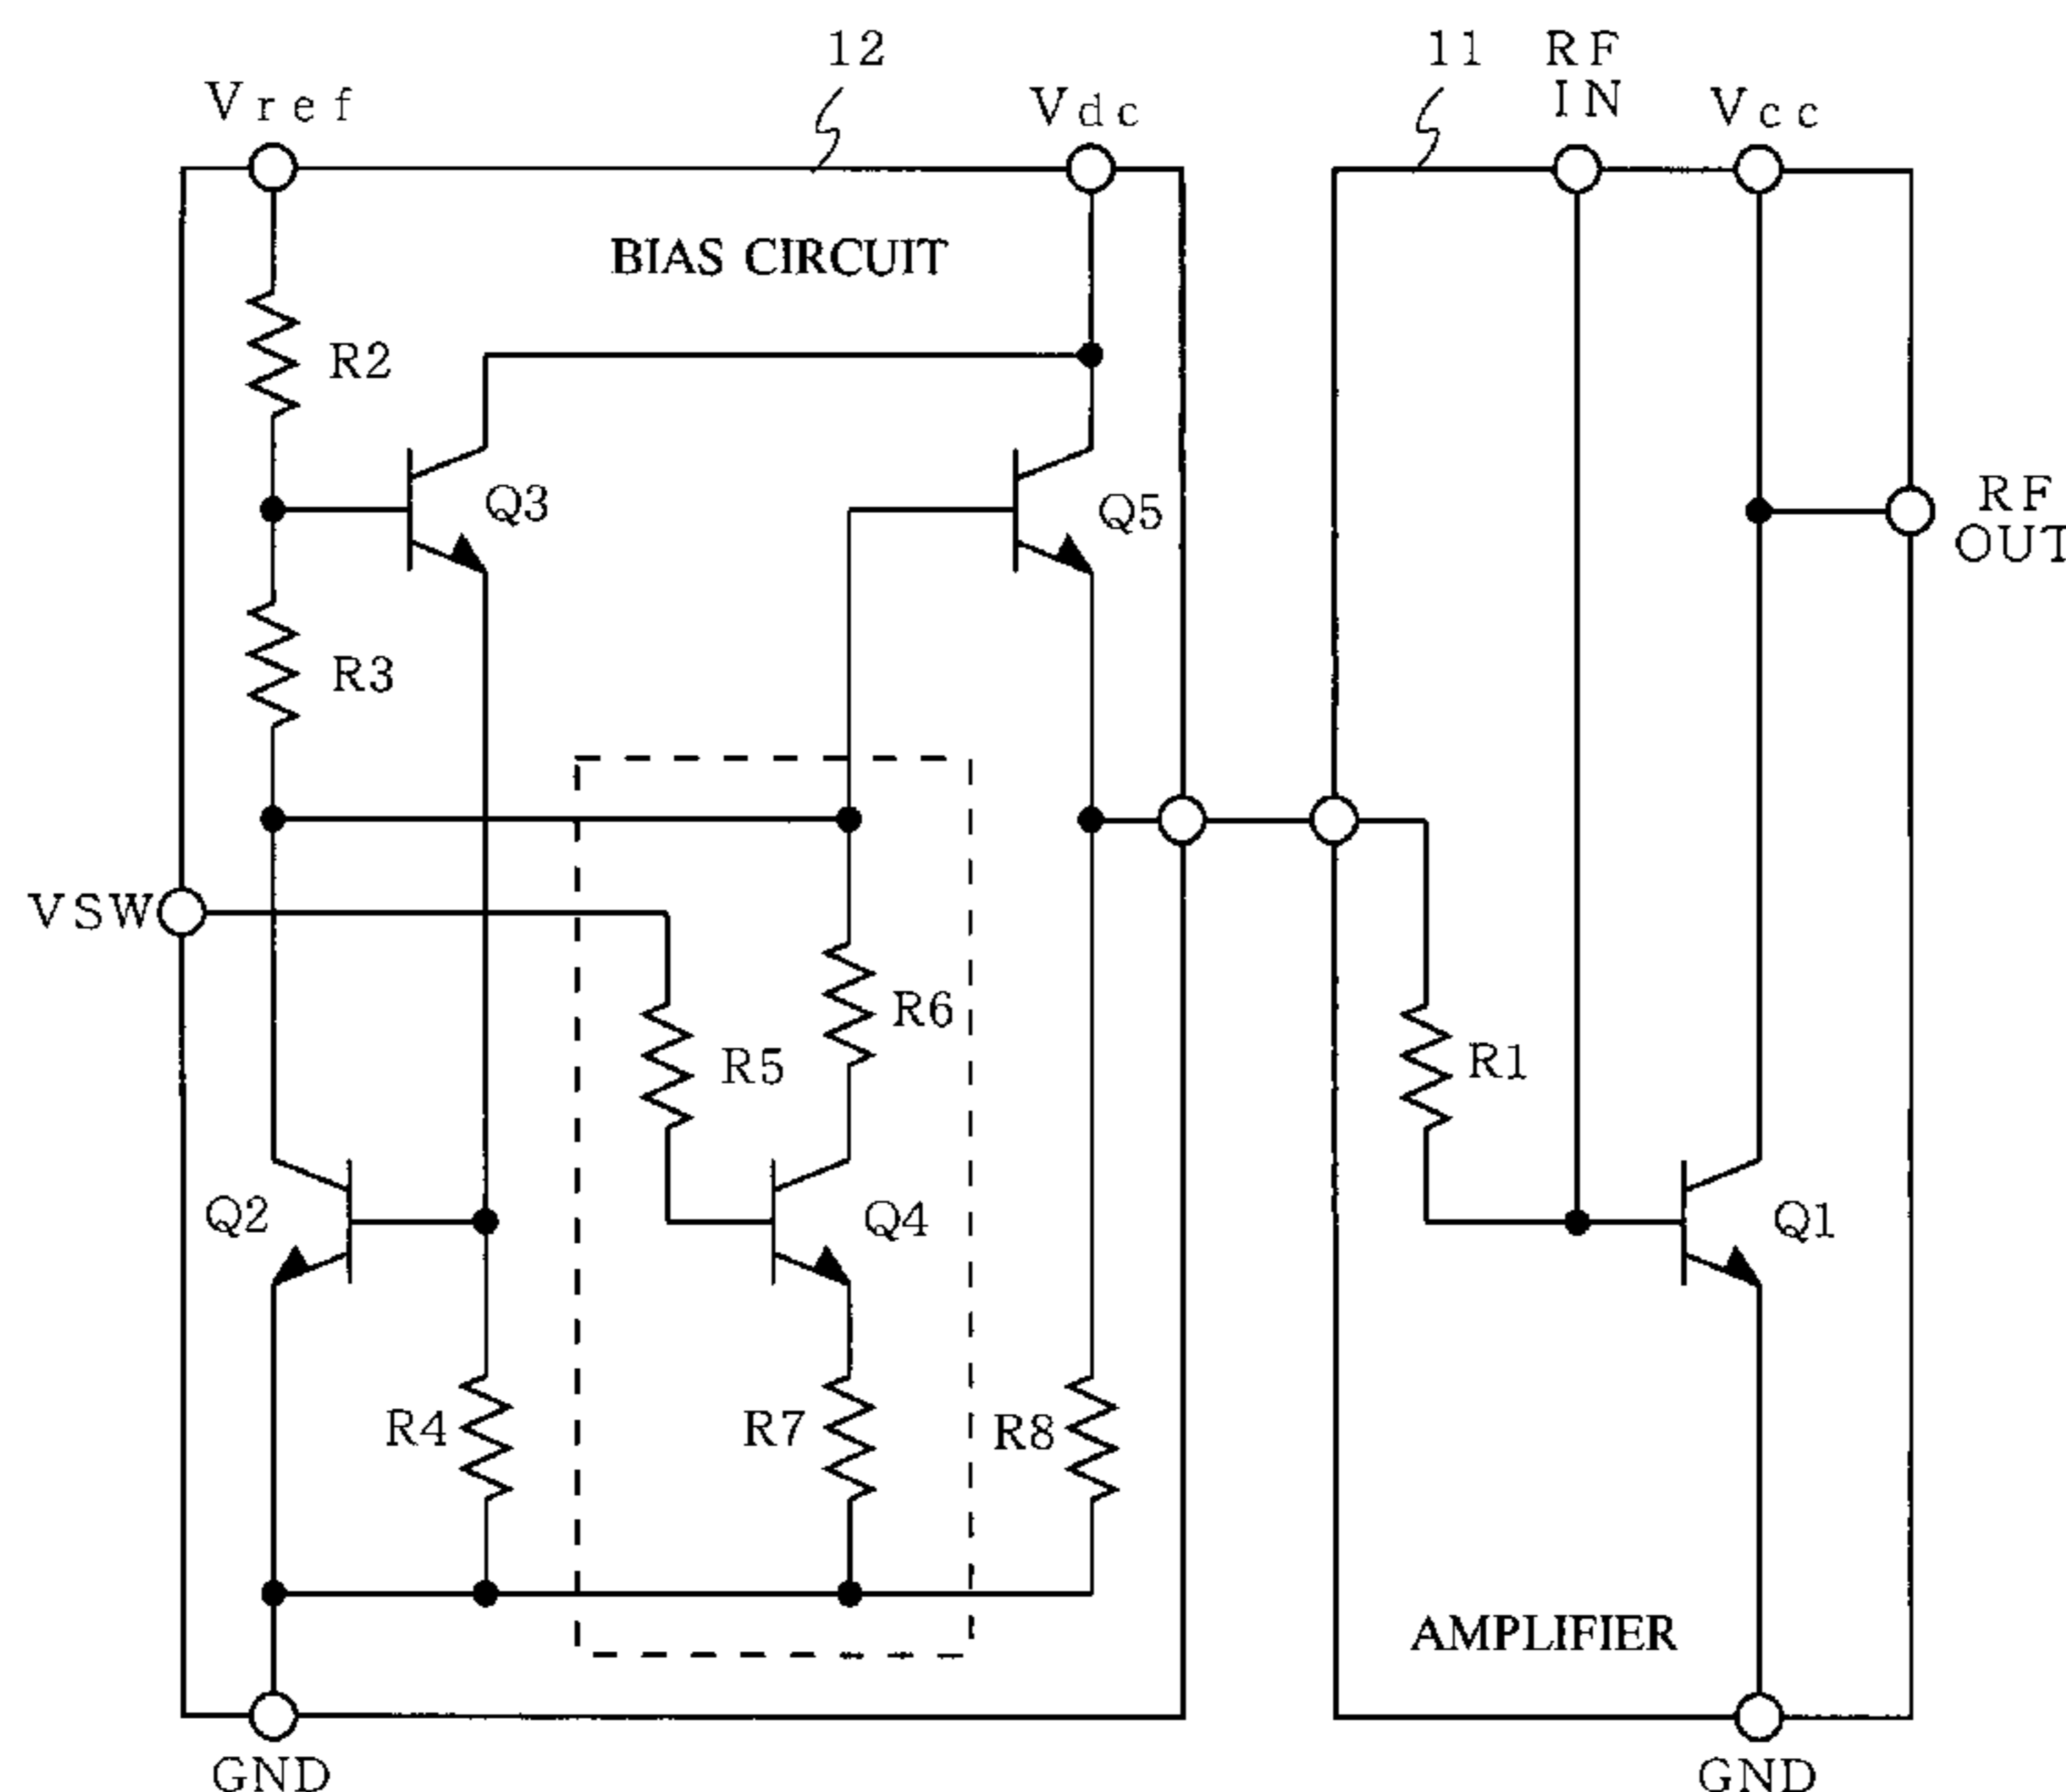 12
11
RF
IN
Vref
Vdc
Vcc
BIAS CIRCUIT
R2
Q3
Q5
RF
OUT
R3
VSW
R6
R5
R1
Q2
Q4
Q1
R4
R7
R8
AMPLIFIER
GND
GND